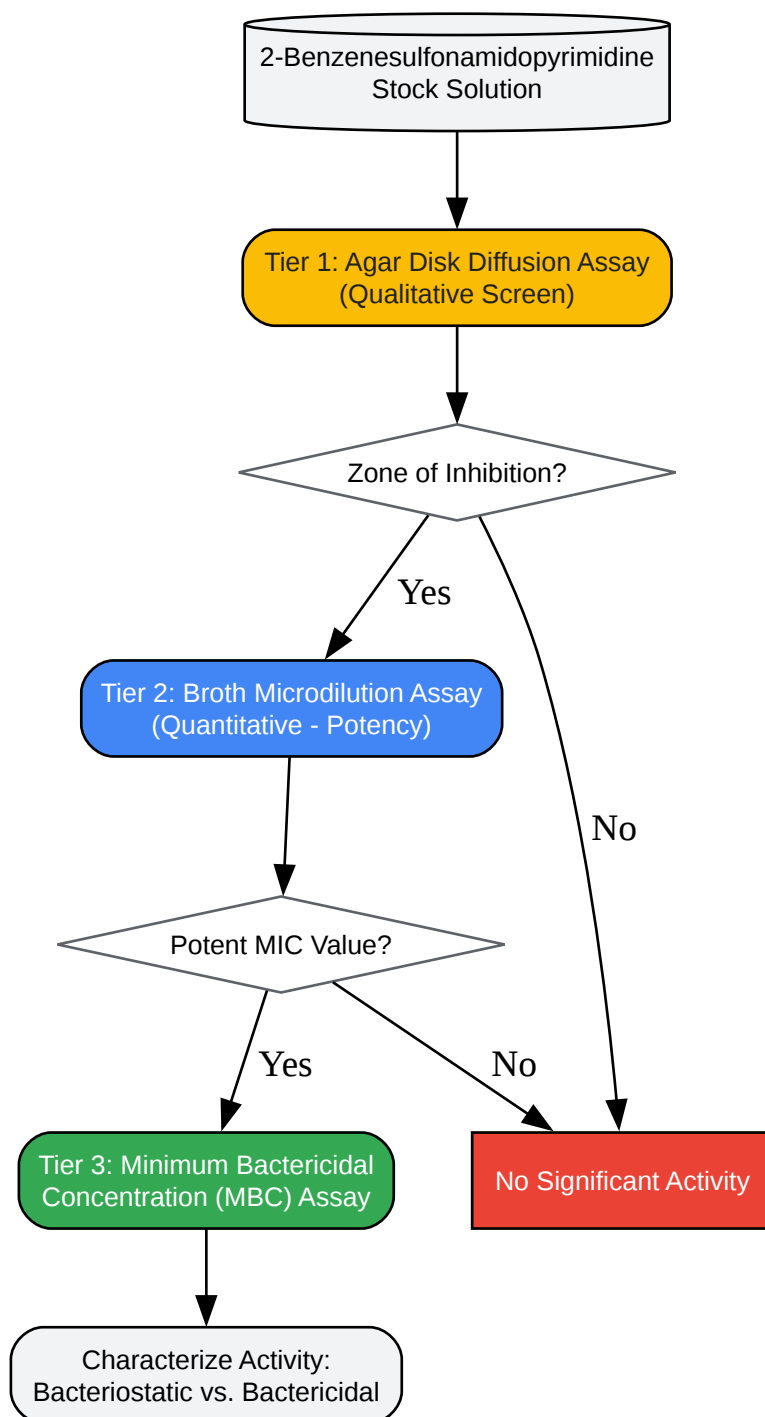 2-Benzenesulfonamidopyrimidine
Stock Solution
Tier 1: Agar Disk Diffusion Assay
(Qualitative Screen)
Zone of Inhibition?
Yes
Tier 2: Broth Microdilution Assay
(Quantitative - Potency)
No
Potent MIC Value?
Yes
No
Tier 3: Minimum Bactericidal
Concentration (MBC) Assay
No Significant Activity
Characterize Activity:
Bacteriostatic vs. Bactericidal